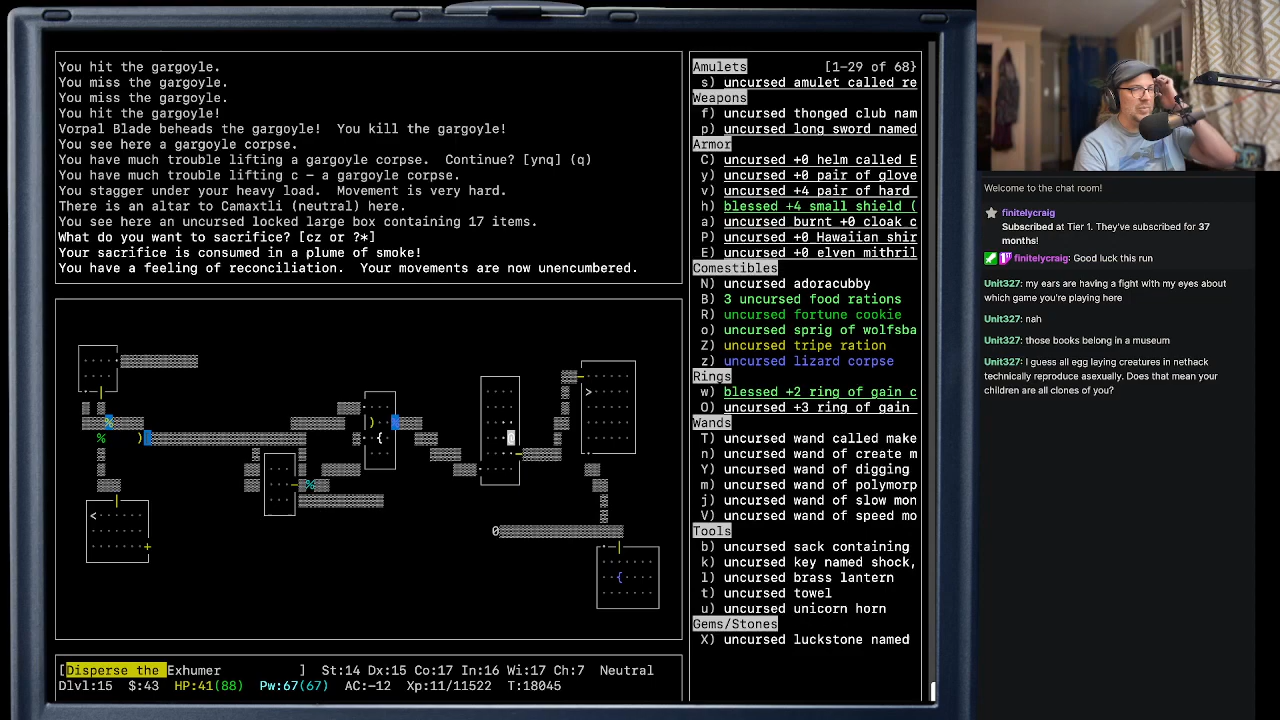 You hit the gargoyle.
You miss the gargoyle.
You miss the gargoyle.
You hit the gargoyle!
Vorpal Blade beheads the gargoyle!  You kill the gargoyle!
You see here a gargoyle corpse.
You have much trouble lifting a gargoyle corpse.  Continue? [ynq] (q)
You have much trouble lifting c - a gargoyle corpse.
You stagger under your heavy load.  Movement is very hard.
There is an altar to Camaxtli (neutral) here.
You see here an uncursed locked large box containing 17 items.
What do you want to sacrifice? [cz or ?*]
Your sacrifice is consumed in a plume of smoke!
You have a feeling of reconciliation.  Your movements are now unencumbered.
[Disperse the Exhumer ] St:14 Dx:15 Co:17 In:16 Wi:17 Ch:7 Neutral
Dlvl:15 $:43 HP:41(88) Pw:67(67) AC:-12 Xp:11/11522 T:18045
Amulets [1-29 of 68}
s) uncursed amulet called re
Weapons
f) uncursed thonged club nam
p) uncursed long sword named
Armor
C) uncursed +0 helm called E
y) uncursed +0 pair of glove
v) uncursed +4 pair of hard
h) blessed +4 small shield (
a) uncursed burnt +0 cloak c
P) uncursed +0 Hawaiian shir
E) uncursed +0 elven mithril
Comestibles
N) uncursed adoracubby
B) 3 uncursed food rations
R) uncursed fortune cookie
o) uncursed sprig of wolfsba
Z) uncursed tripe ration
z) uncursed lizard corpse
Rings
w) blessed +2 ring of gain c
O) uncursed +3 ring of gain
Wands
T) uncursed wand called make
n) uncursed wand of create m
Y) uncursed wand of digging
m) uncursed wand of polymorp
j) uncursed wand of slow mon
V) uncursed wand of speed mo
Tools
b) uncursed sack containing
k) uncursed key named shock,
l) uncursed brass lantern
t) uncursed towel
u) uncursed unicorn horn
Gems/Stones
X) uncursed luckstone named
Welcome to the chat room!
finitelycraig
Subscribed at Tier 1. They've subscribed for 37
months!
finitelycraig: Good luck this run
Unit327: my ears are having a fight with my eyes about
which game you're playing here
Unit327: nah
Unit327: those books belong in a museum
Unit327: I guess all egg laying creatures in nethack
technically reproduce asexually. Does that mean your
children are all clones of you?